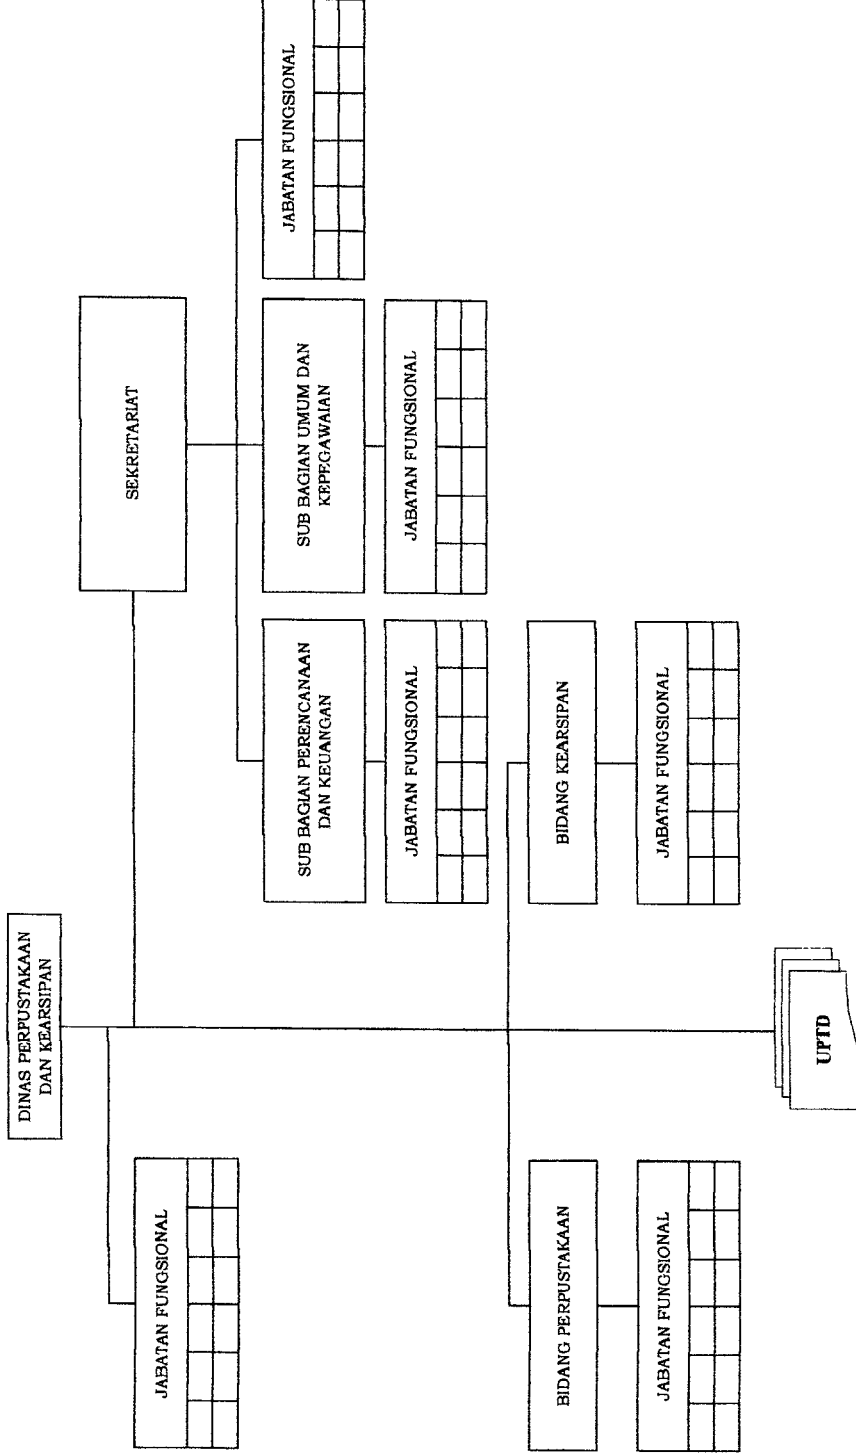 DINAS PERPUSTAKAAN
DAN KEARSIPAN
JABATAN FUNGSIONAL
SEKRETARIAT
SUB BAGIAN PERENCANAAN
DAN KEUANGAN
SUB BAGIAN UMUM DAN
KEPEGAWAIAN
JABATAN FUNGSIONAL
JABATAN FUNGSIONAL
JABATAN FUNGSIONAL
BIDANG PERPUSTAKAAN
BIDANG KEARSIPAN
JABATAN FUNGSIONAL
JABATAN FUNGSIONAL
UPTD